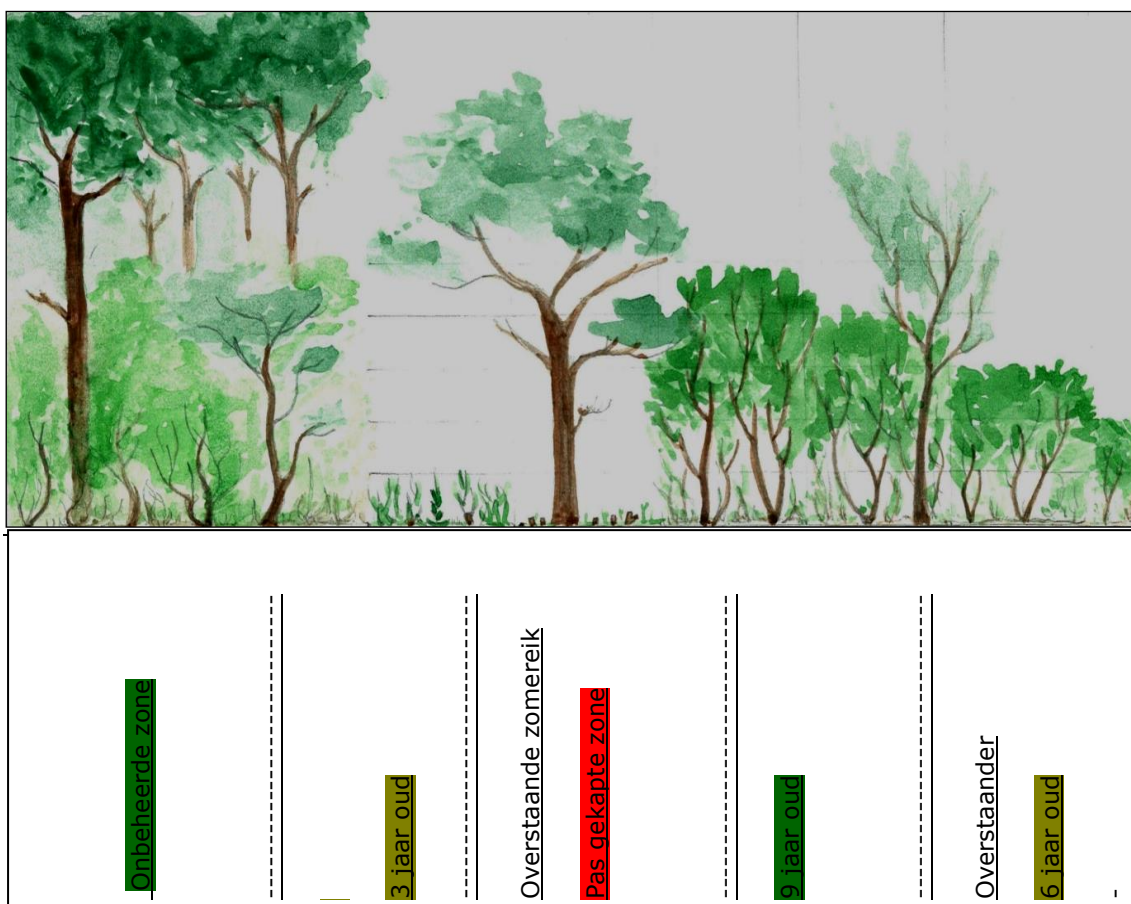 Onbeheerde zone
3 jaar oud
Overstaande zomereik
Pas gekapte zone
9 jaar oud
Overstaander
6 jaar oud